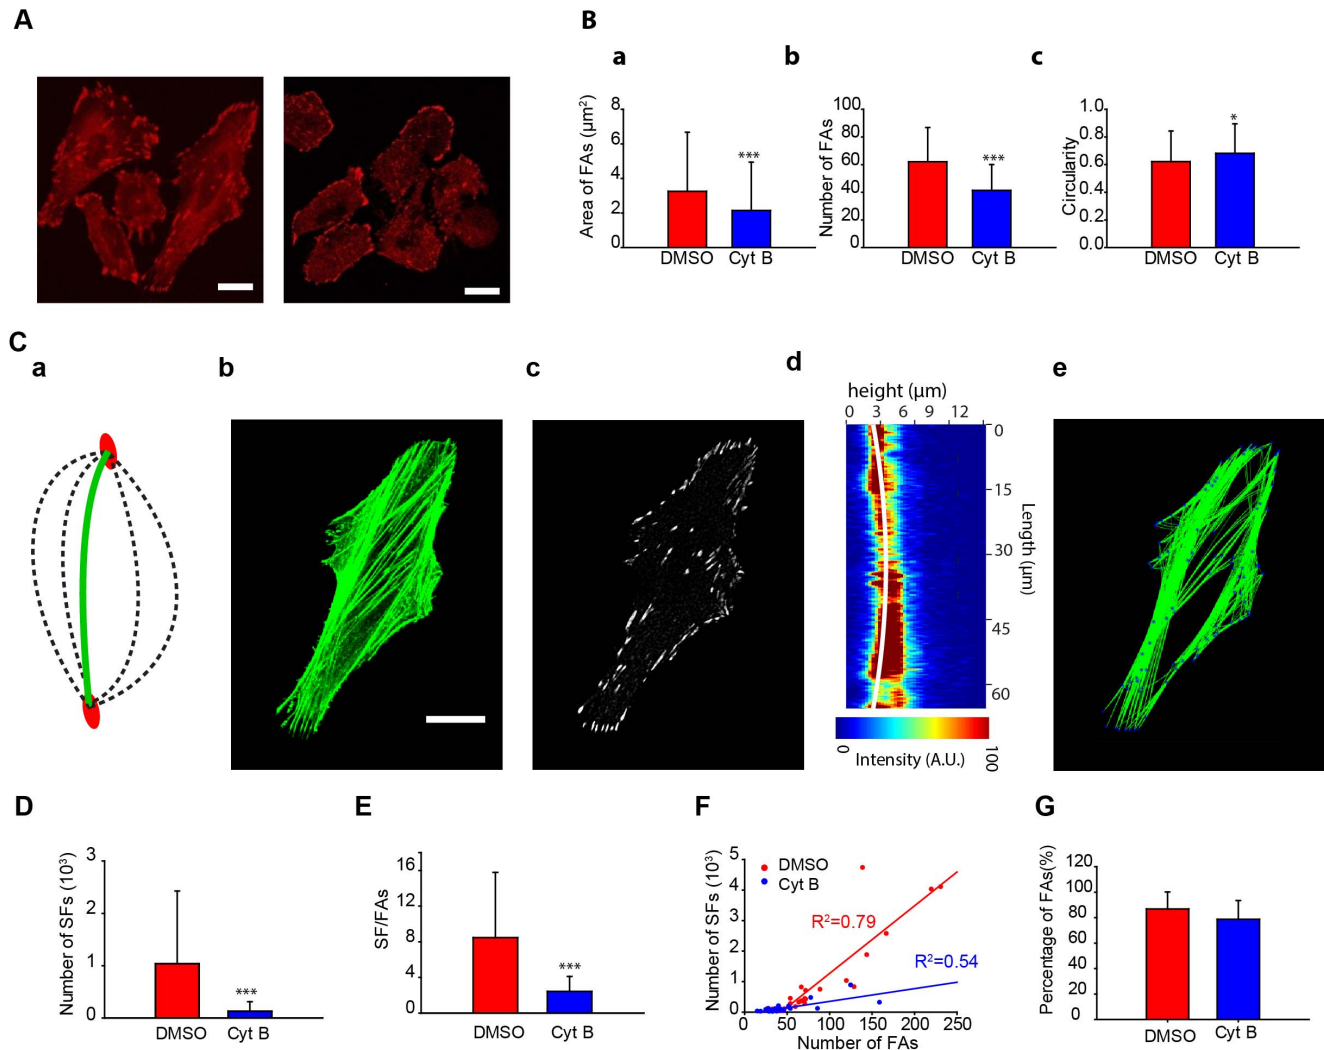 A
B
a
b
c
Area of FAs (µm²)
8
6
4
2
0
***
DMSO
Cyt B
Number of FAs
100
80
60
40
20
0
***
DMSO
Cyt B
Circularity
1.0
0.8
0.6
0.4
0.2
0.0
*
DMSO
Cyt B
C
a
b
c
d
e
height (µm)
0 3 6 9 12
0
15
30
45
60
Length (µm)
0
100
Intensity (A.U.)
D
E
F
G
Number of SFs (10³)
3
2
1
0
***
DMSO
Cyt B
SF/FAs
16
12
8
4
0
***
DMSO
Cyt B
Number of SFs (10³)
5
4
3
2
1
0
DMSO
Cyt B
R²=0.79
R²=0.54
0 50 100 150 200 250
Number of FAs
Percentage of FAs(%)
120
100
80
60
40
20
0
DMSO
Cyt B